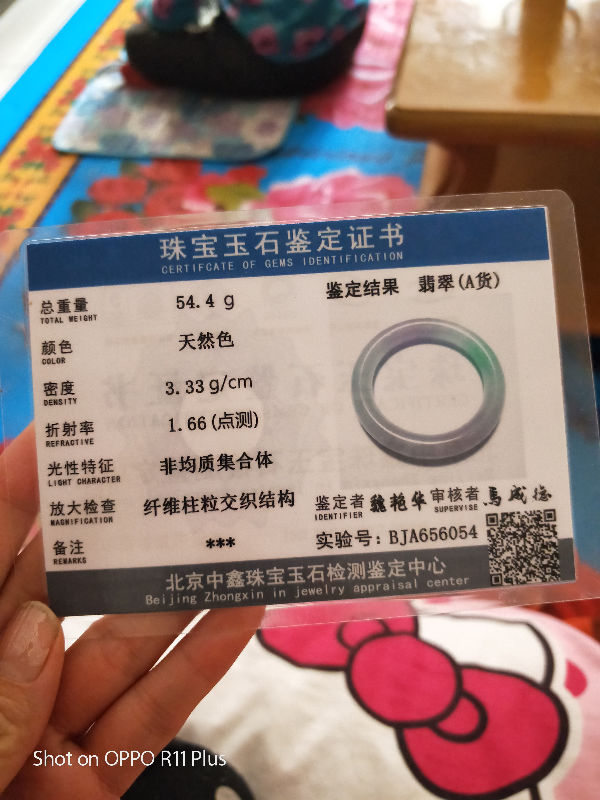 珠宝玉石鉴定证书
CERTIFCATE OF GEMS IDENTIFICATION
总重量 54.4 g
TOTAL WEIGHT
鉴定结果 翡翠(A货)
颜色 天然色
COLOR
密度 3.33 g/cm
DENSITY
折射率 1.66(点测)
REFRACTIVE
光性特征 非均质集合体
LIGHT CHARACTER
放大检查 纤维柱粒交织结构
MAGNIFICATION
鉴定者 魏艳华 审核者 馬威德
IDENTIFIER SUPERVISE
备注 ***
REMARKS
实验号: BJA656054
北京中鑫珠宝玉石检测鉴定中心
Beijing Zhongxin in jewelry appraisal center
Shot on OPPO R11 Plus